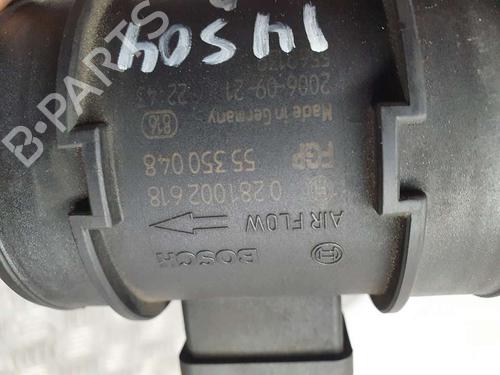 BOSCH
AIR FLOW
0 281 002 618
FGP 55 350 048
Made in Germany 816
2006-09-21 22:43
B-PARTS